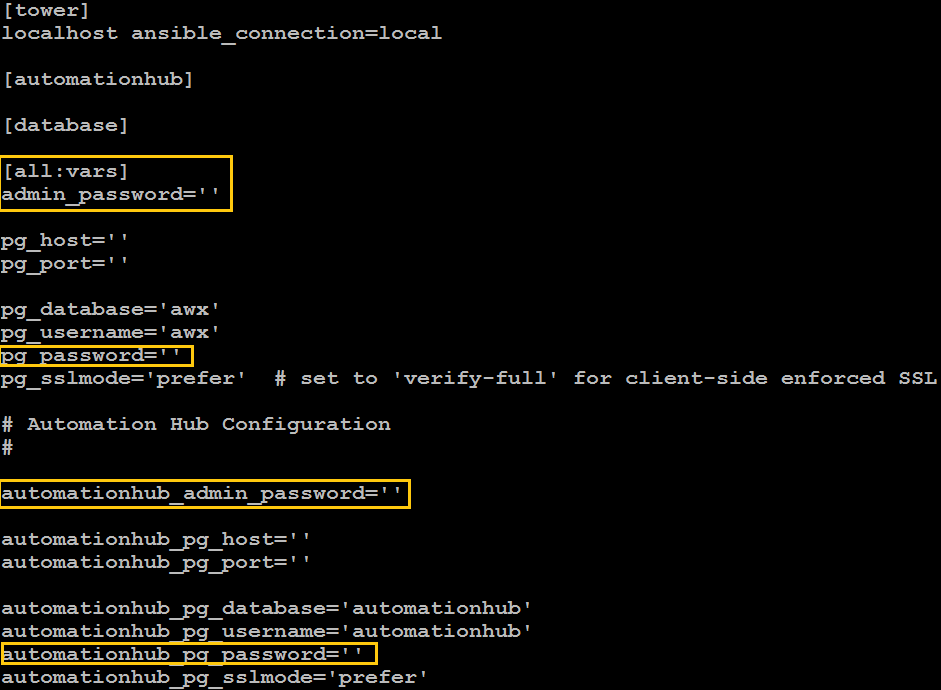 [tower]
localhost ansible_connection=local
[automationhub]
[database]
[all:vars]
admin_password=''
pg_host=''
pg_port=''
pg_database='awx'
pg_username='awx'
pg_password=''
pg_sslmode='prefer'  # set to 'verify-full' for client-side enforced SSL
# Automation Hub Configuration
#
automationhub_admin_password=''
automationhub_pg_host=''
automationhub_pg_port=''
automationhub_pg_database='automationhub'
automationhub_pg_username='automationhub'
automationhub_pg_password=''
automationhub_pg_sslmode='prefer'